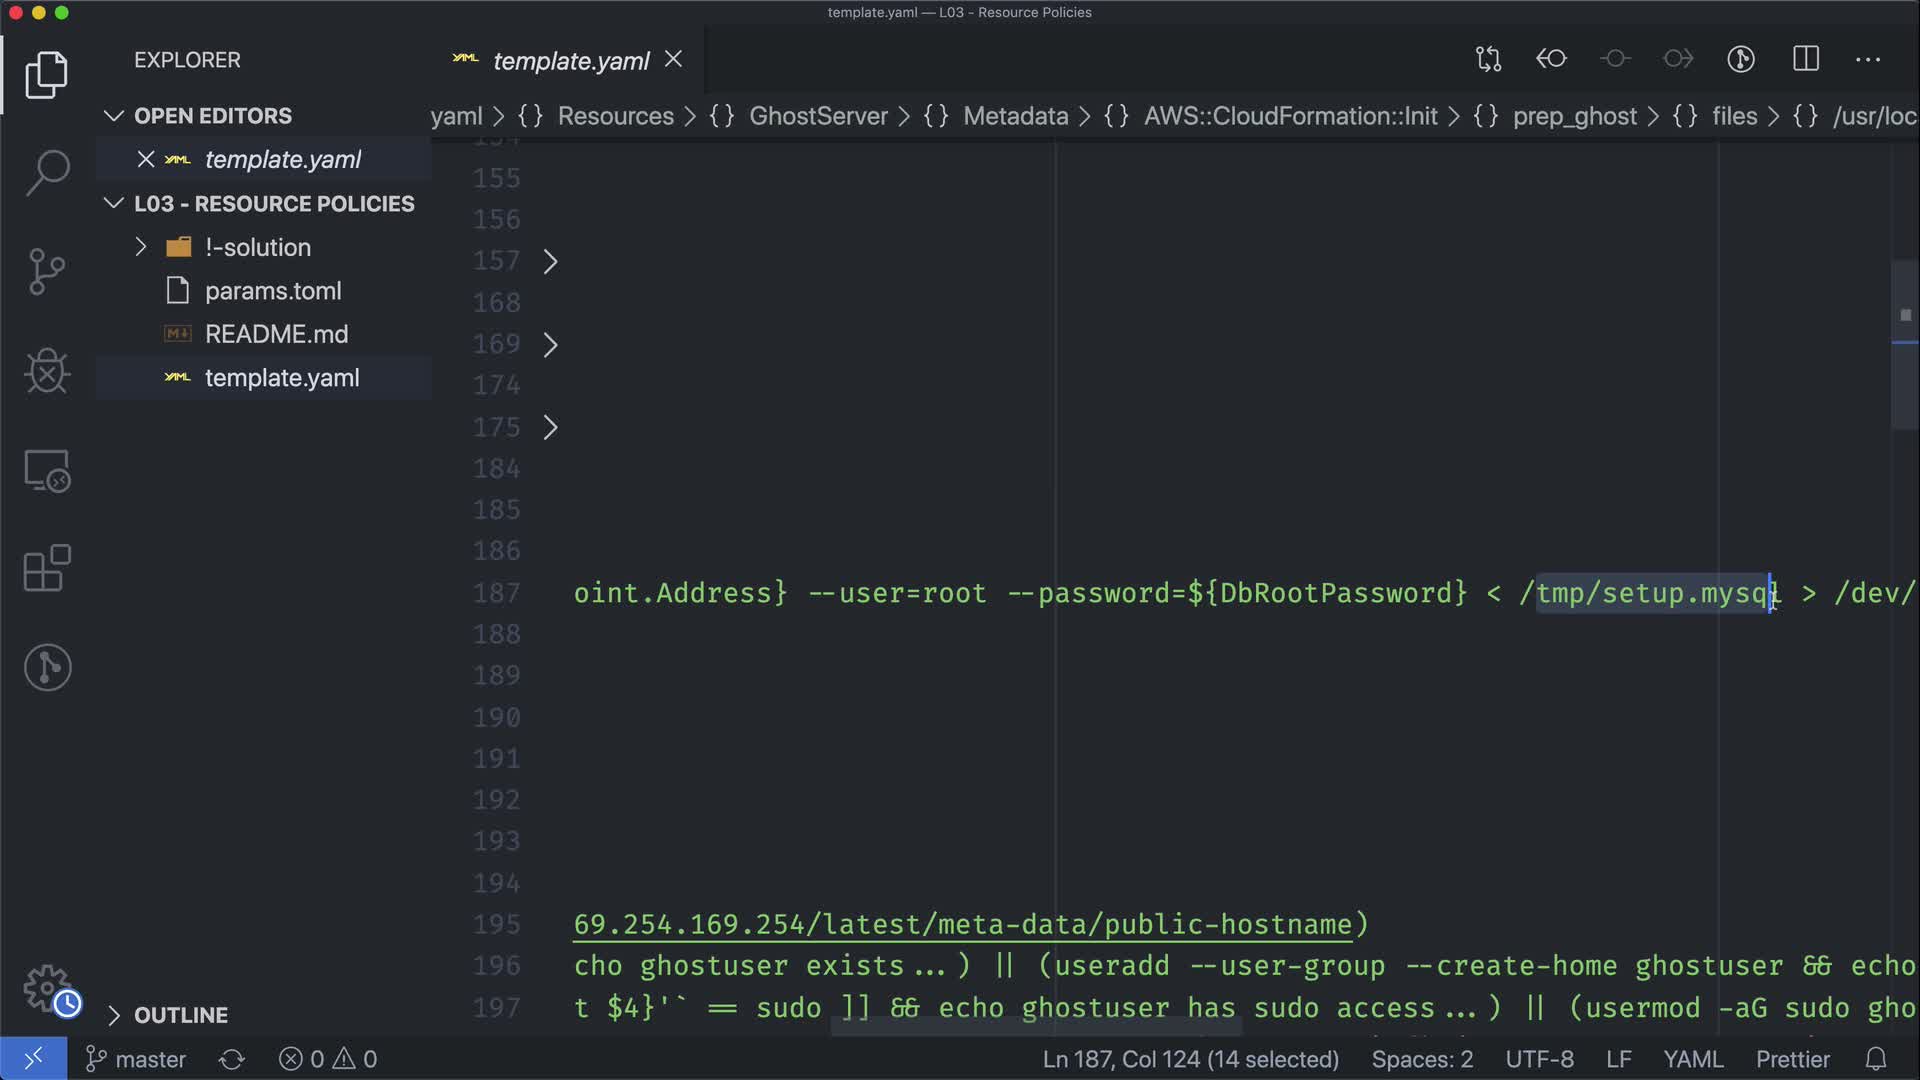 template.yaml — L03 - Resource Policies
EXPLORER
template.yaml
OPEN EDITORS
template.yaml
L03 - RESOURCE POLICIES
!-solution
params.toml
README.md
template.yaml
OUTLINE
yaml > {} Resources > {} GhostServer > {} Metadata > {} AWS::CloudFormation::Init > {} prep_ghost > {} files > {} /usr/loc
154
155
156
157
168
169
174
175
184
185
186
187 oint.Address} --user=root --password=${DbRootPassword} < /tmp/setup.mysql > /dev/
188
189
190
191
192
193
194
195 69.254.169.254/latest/meta-data/public-hostname)
196 cho ghostuser exists...) || (useradd --user-group --create-home ghostuser && echo
197 t $4}'` == sudo ]] && echo ghostuser has sudo access...) || (usermod -aG sudo gho
master 0 0 Ln 187, Col 124 (14 selected) Spaces: 2 UTF-8 LF YAML Prettier